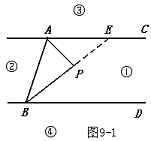 ③
A E C
②
P ①
B D
④ 图9-1